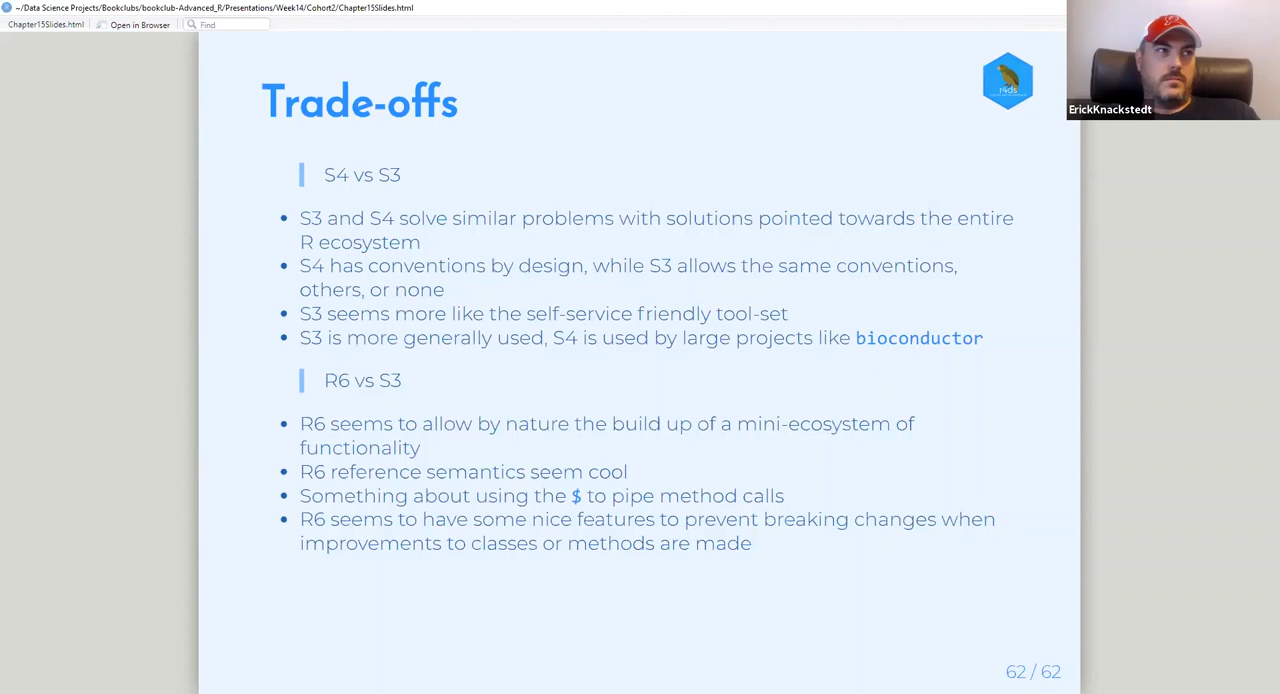 ~/Data Science Projects/Bookclubs/bookclub-Advanced_R/Presentations/Week14/Cohort2/Chapter15Slides.html
Chapter15Slides.html
Open in Browser
Find
Trade-offs
r4ds
ErickKnackstedt
S4 vs S3
• S3 and S4 solve similar problems with solutions pointed towards the entire
R ecosystem
• S4 has conventions by design, while S3 allows the same conventions,
others, or none
• S3 seems more like the self-service friendly tool-set
• S3 is more generally used, S4 is used by large projects like bioconductor
R6 vs S3
• R6 seems to allow by nature the build up of a mini-ecosystem of
functionality
• R6 reference semantics seem cool
• Something about using the $ to pipe method calls
• R6 seems to have some nice features to prevent breaking changes when
improvements to classes or methods are made
62 / 62